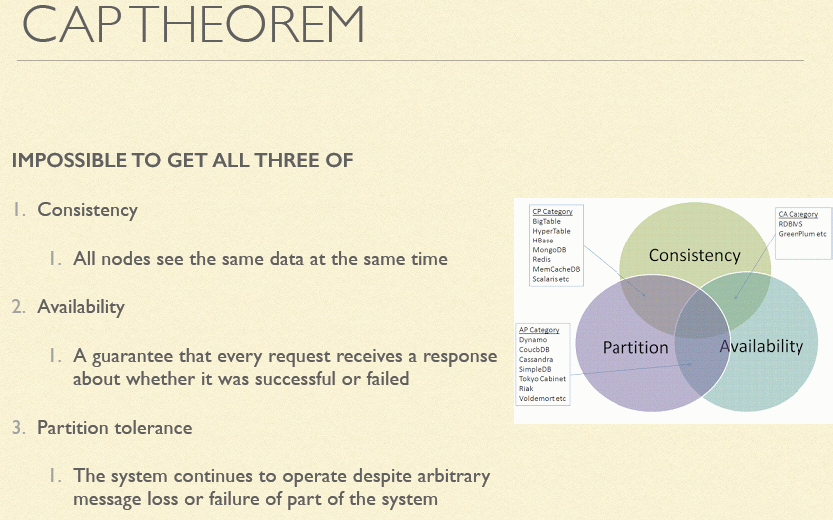 CAP THEOREM
IMPOSSIBLE TO GET ALL THREE OF
1. Consistency
1. All nodes see the same data at the same time
2. Availability
1. A guarantee that every request receives a response
about whether it was successful or failed
3. Partition tolerance
1. The system continues to operate despite arbitrary
message loss or failure of part of the system
CP Category
BigTable
HyperTable
HBase
MongoDB
Redis
MemCacheDB
Scalaris etc
CA Category
RDBMS
GreenPlum etc
Consistency
Partition
Availability
AP Category
Dynamo
CoucbDB
Cassandra
SimpleDB
Tokyo Cabinet
Riak
Voldemort etc